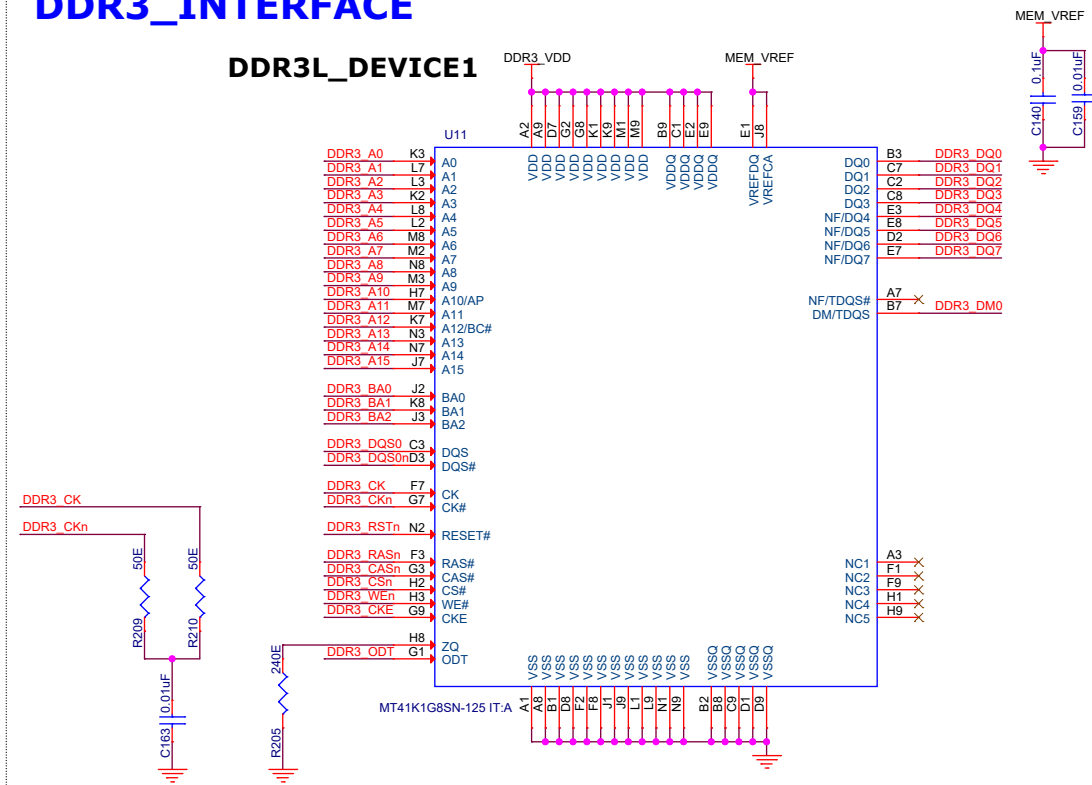 DDR3_INTERFACE
DDR3L_DEVICE1
DDR3_VDD
MEM_VREF
MEM_VREF
0.1uF
0.01uF
C140
C159
U11
A2 A9 D7 G2 G8 K1 K9 M1 M9 B9 C1 E2 E9 E1 J8
VDD VDD VDD VDD VDD VDD VDD VDD VDD VDDQ VDDQ VDDQ VDDQ VREFDQ VREFCA
DDR3_A0 K3 A0
DDR3_A1 L7 A1
DDR3_A2 L3 A2
DDR3_A3 K2 A3
DDR3_A4 L8 A4
DDR3_A5 L2 A5
DDR3_A6 M8 A6
DDR3_A7 M2 A7
DDR3_A8 N8 A8
DDR3_A9 M3 A9
DDR3_A10 H7 A10/AP
DDR3_A11 M7 A11
DDR3_A12 K7 A12/BC#
DDR3_A13 N3 A13
DDR3_A14 N7 A14
DDR3_A15 J7 A15
DDR3_BA0 J2 BA0
DDR3_BA1 K8 BA1
DDR3_BA2 J3 BA2
DDR3_DQS0 C3 DQS
DDR3_DQS0n D3 DQS#
DDR3_CK F7 CK
DDR3_CKn G7 CK#
DDR3_RSTn N2 RESET#
DDR3_RASn F3 RAS#
DDR3_CASn G3 CAS#
DDR3_CSn H2 CS#
DDR3_WEn H3 WE#
DDR3_CKE G9 CKE
H8 ZQ
DDR3_ODT G1 ODT
DQ0 B3 DDR3_DQ0
DQ1 C7 DDR3_DQ1
DQ2 C2 DDR3_DQ2
DQ3 C8 DDR3_DQ3
NF/DQ4 E3 DDR3_DQ4
NF/DQ5 E8 DDR3_DQ5
NF/DQ6 D2 DDR3_DQ6
NF/DQ7 E7 DDR3_DQ7
NF/TDQS# A7
DM/TDQS B7 DDR3_DM0
NC1 A3
NC2 F1
NC3 F9
NC4 H1
NC5 H9
DDR3_CK
DDR3_CKn
50E
50E
R209
R210
0.01uF
C163
240E
R205
VSS VSS VSS VSS VSS VSS VSS VSS VSS VSS VSS VSS VSSQ VSSQ VSSQ VSSQ VSSQ
MT41K1G8SN-125 IT:A
A1 A8 B1 D8 F2 F8 J1 J9 L1 L9 N1 N9 B2 B8 C9 D1 D9